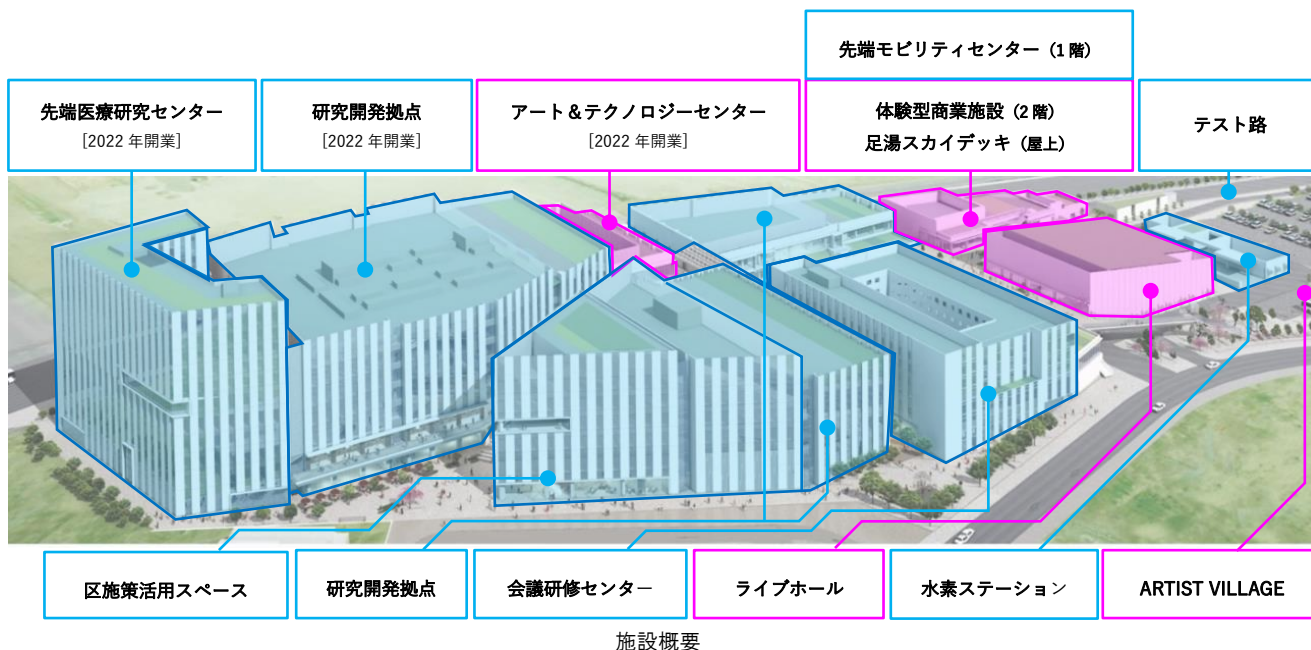 先端モビリティセンター（1 階）
先端医療研究センター
[2022 年開業]
研究開発拠点
[2022 年開業]
アート＆テクノロジーセンター
[2022 年開業]
体験型商業施設（2 階）
足湯スカイデッキ（屋上）
テスト路
区施策活用スペース
研究開発拠点
会議研修センター
ライブホール
水素ステーション
ARTIST VILLAGE
施設概要